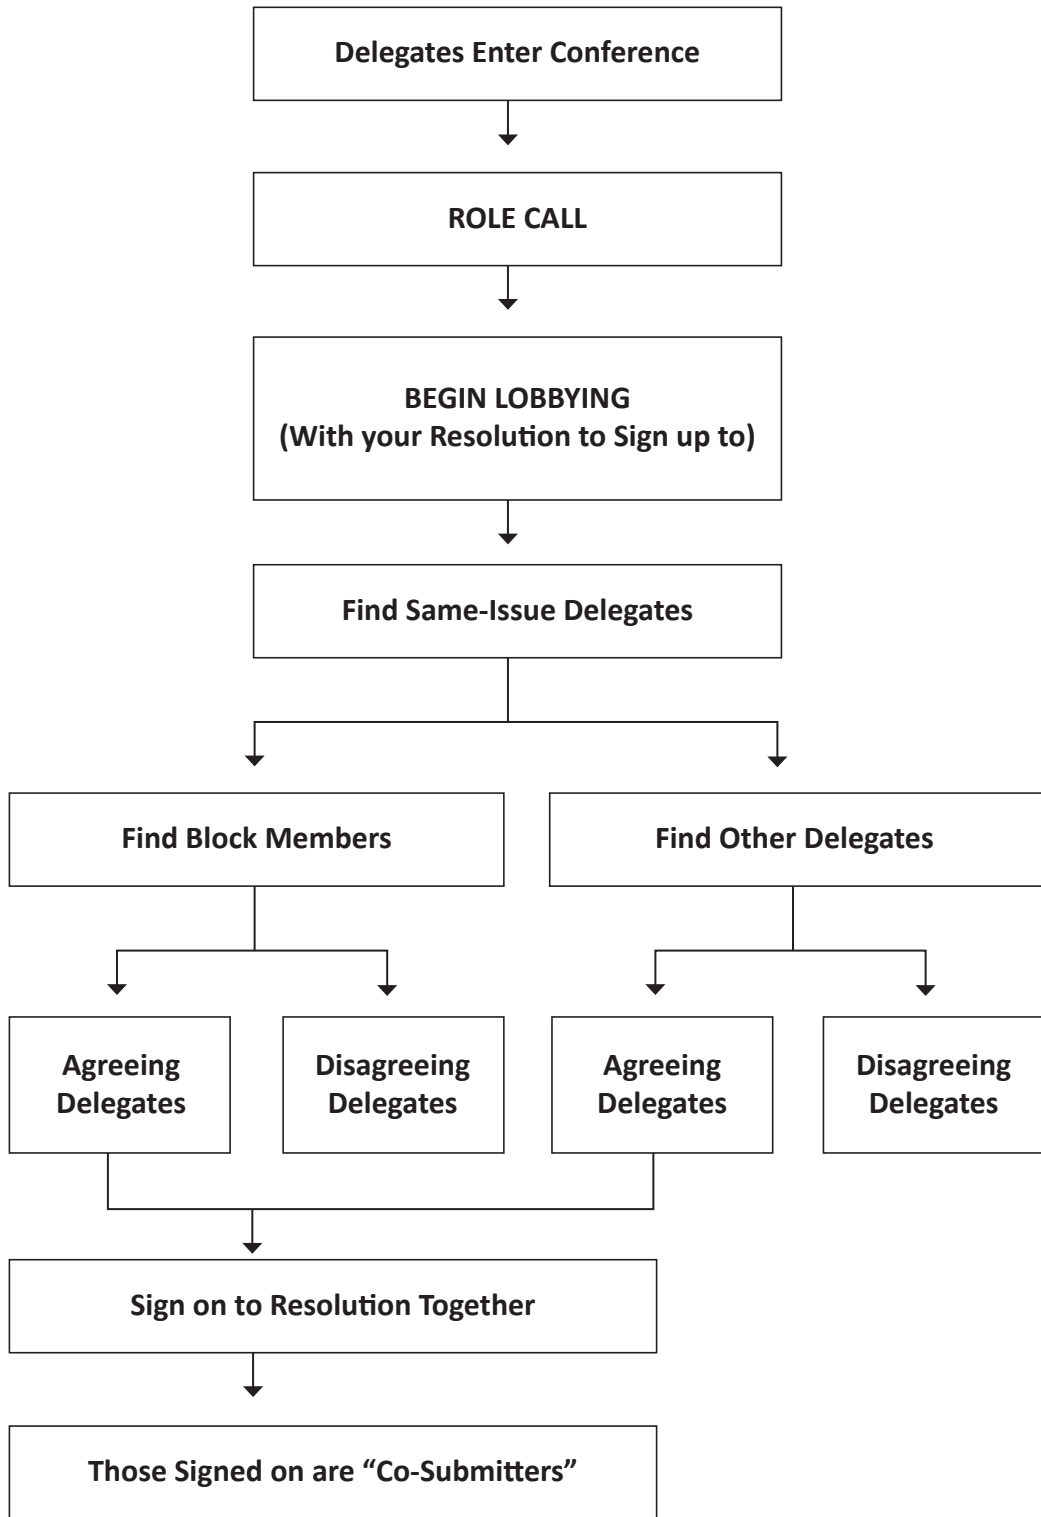 Delegates Enter Conference
ROLE CALL
BEGIN LOBBYING
(With your Resolution to Sign up to)
Find Same-Issue Delegates
Find Block Members
Find Other Delegates
Agreeing
Delegates
Disagreeing
Delegates
Agreeing
Delegates
Disagreeing
Delegates
Sign on to Resolution Together
Those Signed on are “Co-Submitters”